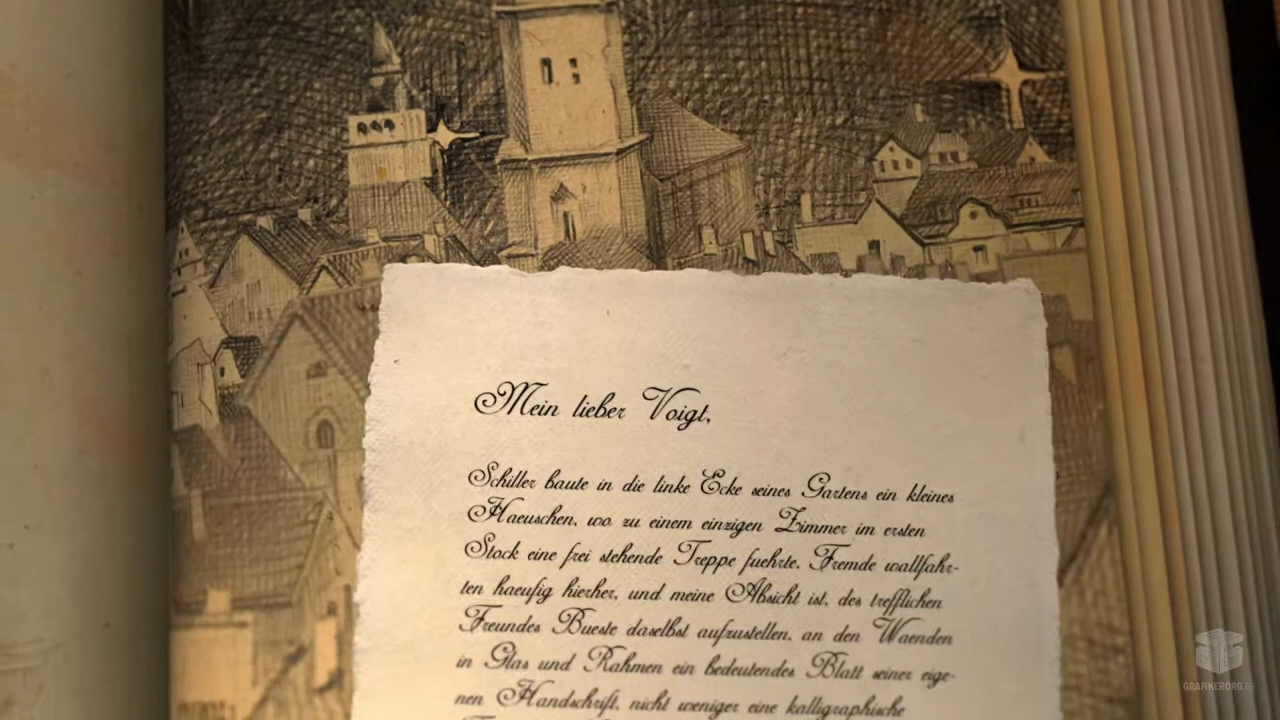 Mein lieber Voigt,
Schiller baute in die linke Ecke seines Gartens ein kleines
Haeuschen, wo zu einem einzigen Zimmer im ersten
Stock eine frei stehende Treppe fuehrte. Fremde wallfahr-
ten haeufig hierher, und meine Absicht ist, des trefflichen
Freundes Bueste daselbst aufzustellen, an den Waenden
in Glas und Rahmen ein bedeutendes Blatt seiner eige-
nen Handschrift, nicht weniger eine kalligraphische